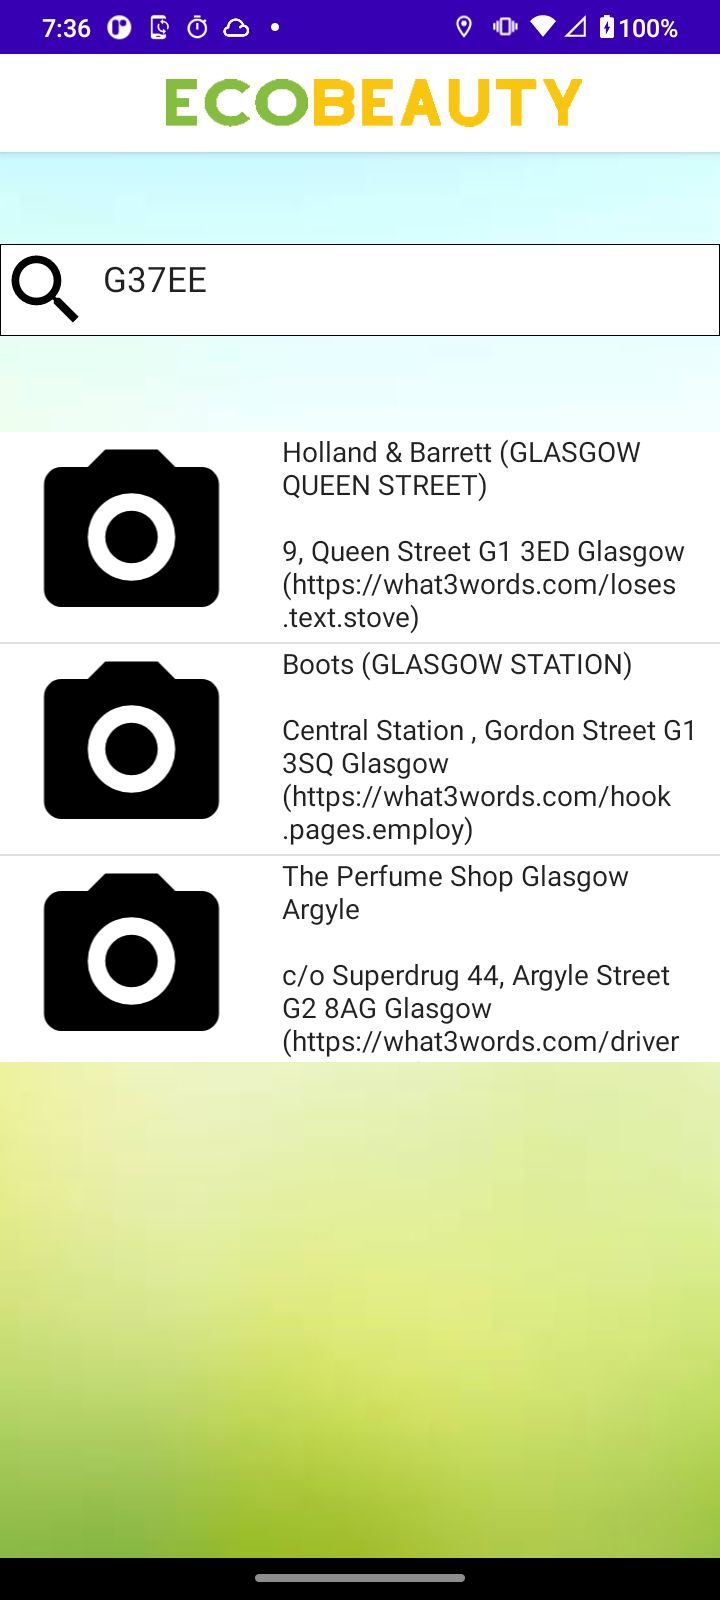 7:36
100%
ECOBEAUTY
G37EE
Holland & Barrett (GLASGOW
QUEEN STREET)
9, Queen Street G1 3ED Glasgow
(https://what3words.com/loses
.text.stove)
Boots (GLASGOW STATION)
Central Station , Gordon Street G1
3SQ Glasgow
(https://what3words.com/hook
.pages.employ)
The Perfume Shop Glasgow
Argyle
c/o Superdrug 44, Argyle Street
G2 8AG Glasgow
(https://what3words.com/driver